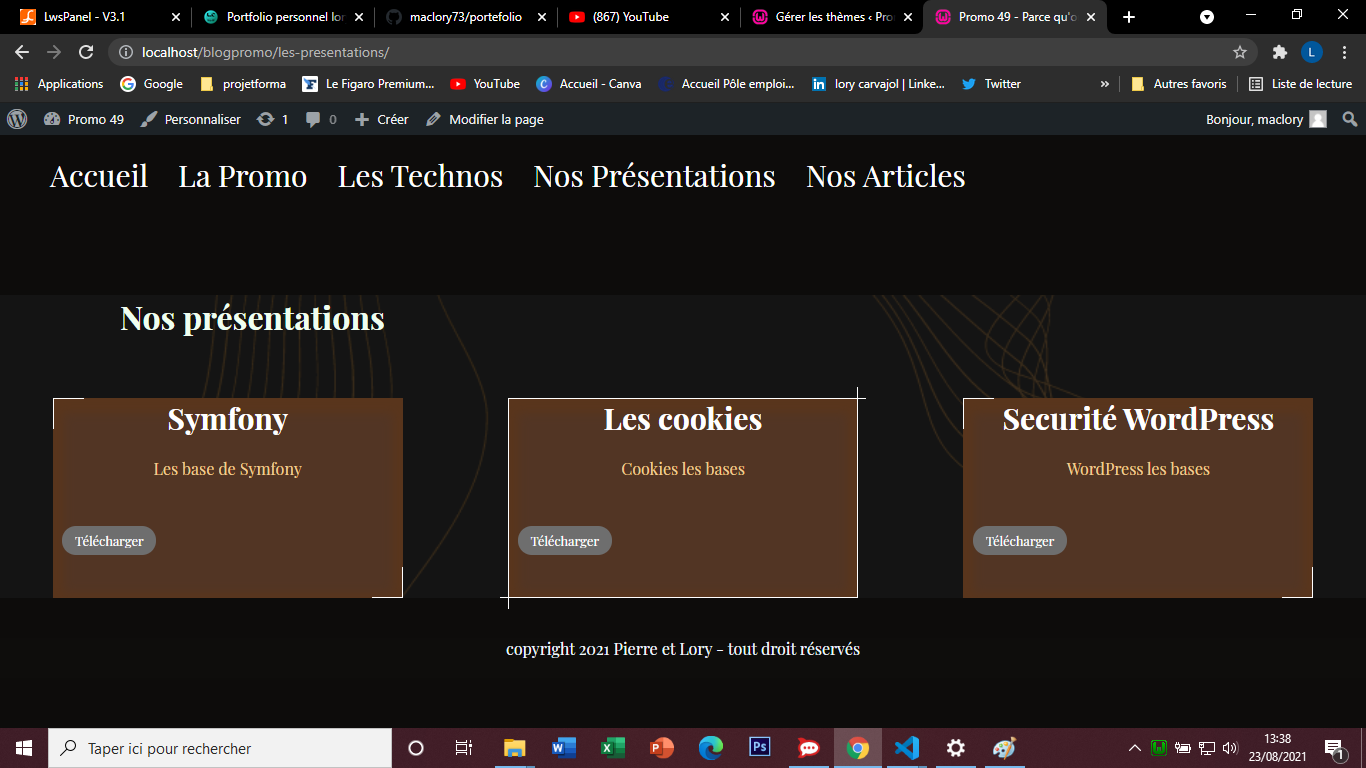 LwsPanel - V3.1
Portfolio personnel lor
maclory73/portefolio
(867) YouTube
Gérer les thèmes ‹ Pro
Promo 49 - Parce qu'o
localhost/blogpromo/les-presentations/
L
Applications
Google
projetforma
Le Figaro Premium...
YouTube
Accueil - Canva
Accueil Pôle emploi...
lory carvajol | Linke...
Twitter
»
Autres favoris
Liste de lecture
Promo 49
Personnaliser
1
0
Créer
Modifier la page
Bonjour, maclory
Accueil
La Promo
Les Technos
Nos Présentations
Nos Articles
Nos présentations
Symfony
Les base de Symfony
Télécharger
Les cookies
Cookies les bases
Télécharger
Securité WordPress
WordPress les bases
Télécharger
copyright 2021 Pierre et Lory - tout droit réservés
Taper ici pour rechercher
13:38
23/08/2021
1